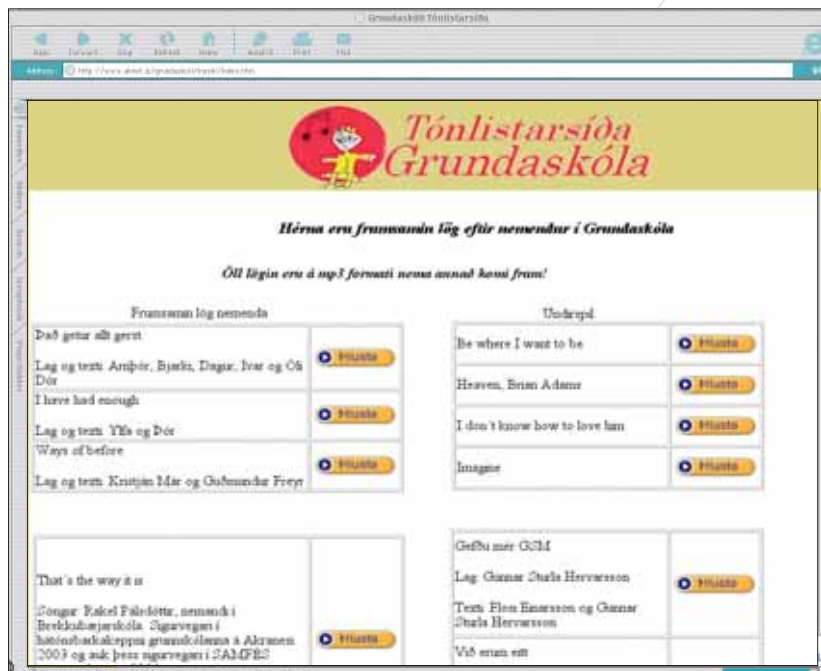 Grundaskóli Tónlistarsíða
Tónlistarsíða
Grundaskóla
Hérna eru frumsamin lög eftir nemendur í Grundaskóla
Öll lögin eru á mp3 formati nema annað komi fram!
Frumsamin lög nemenda
Það getur allt gerst
Hlusta
Lag og texti: Arnþór, Bjarki, Dagur, Ívar og Óli
Dór
I have had enough
Hlusta
Lag og texti: Ylfa og Þór
Ways of before
Hlusta
Lag og texti: Kristján Mar og Guðmundur Freyr
That´s the way it is
Söngur: Rakel Pálsdóttir, nemandi í
Brekkubæjarskóla. Sigurvegari í
hátónsbarkakeppni grunnskólanna á Akranesi
Hlusta
2003 og auk þess sigurvegari í SAMFÉS
Undirspil
Be where I want to be
Hlusta
Heaven, Brian Adams
Hlusta
I don´t know how to love him
Hlusta
Imagine
Hlusta
Gefðu mér GSM
Lag: Gunnar Sturla Hervarsson
Hlusta
Texti: Flosi Einarsson og Gunnar
Sturla Hervarsson
Við erum eitt